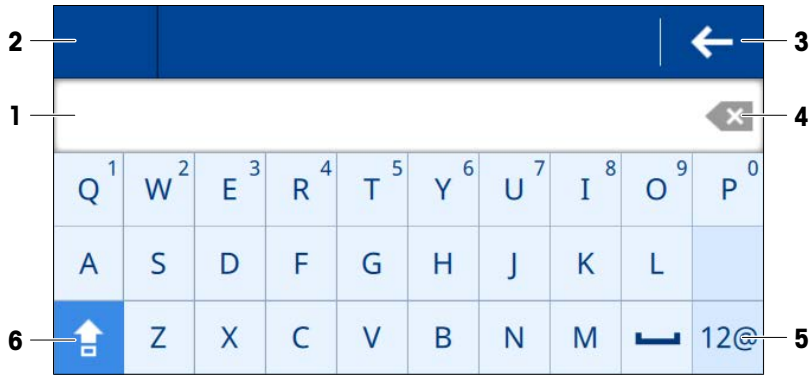 2 3
1 4
Q 1 W 2 E 3 R 4 T 5 Y 6 U 7 I 8 O 9 P 0
A S D F G H J K L
6 Z X C V B N M 12@ 5